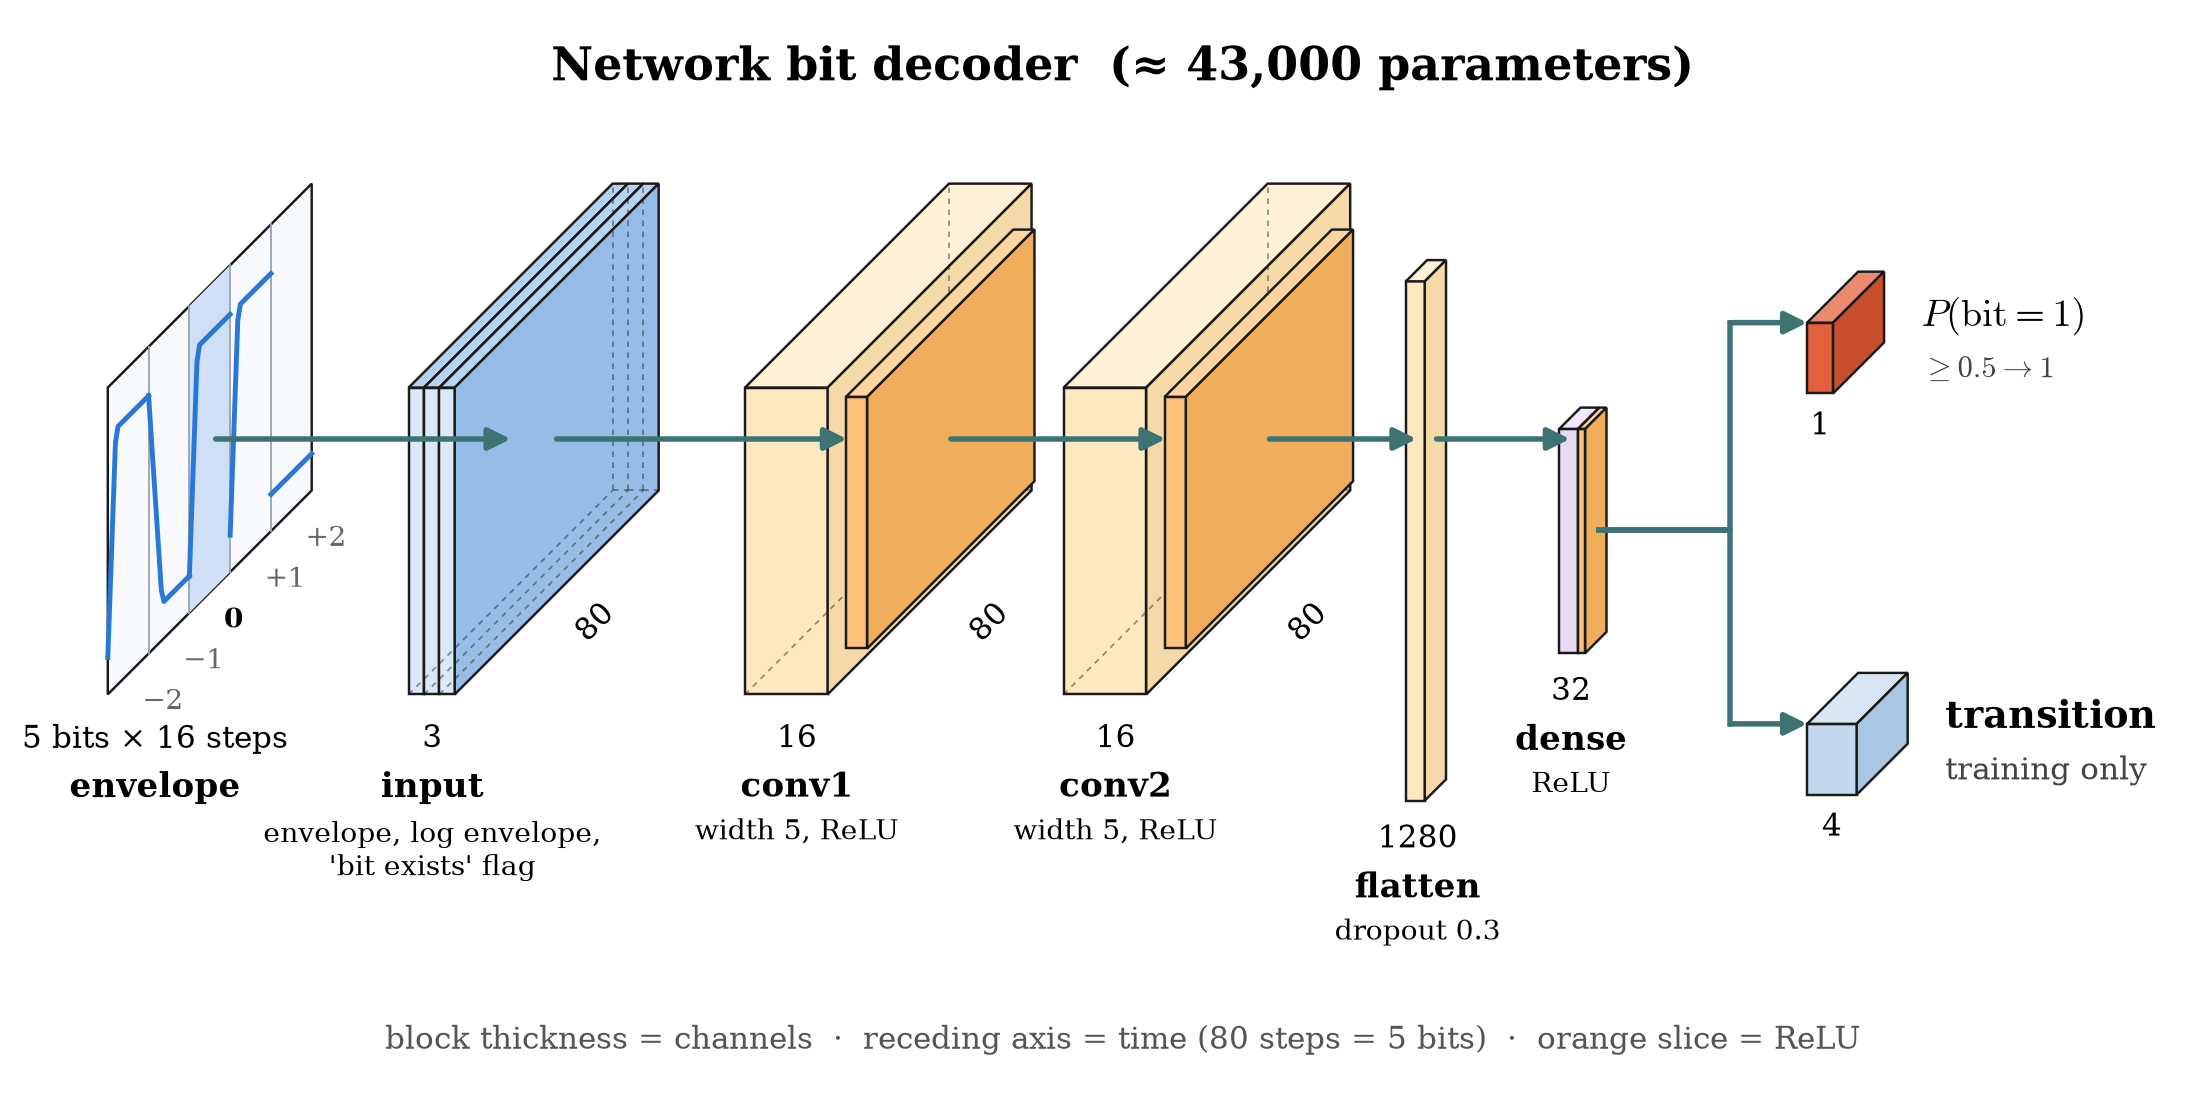 Network bit decoder (≈ 43,000 parameters)
+2
+1
0
−1
−2
5 bits × 16 steps
envelope
80
3
input
envelope, log envelope,
'bit exists' flag
80
16
conv1
width 5, ReLU
80
16
conv2
width 5, ReLU
1280
flatten
dropout 0.3
32
dense
ReLU
P(bit = 1)
≥ 0.5 → 1
1
transition
training only
4
block thickness = channels · receding axis = time (80 steps = 5 bits) · orange slice = ReLU